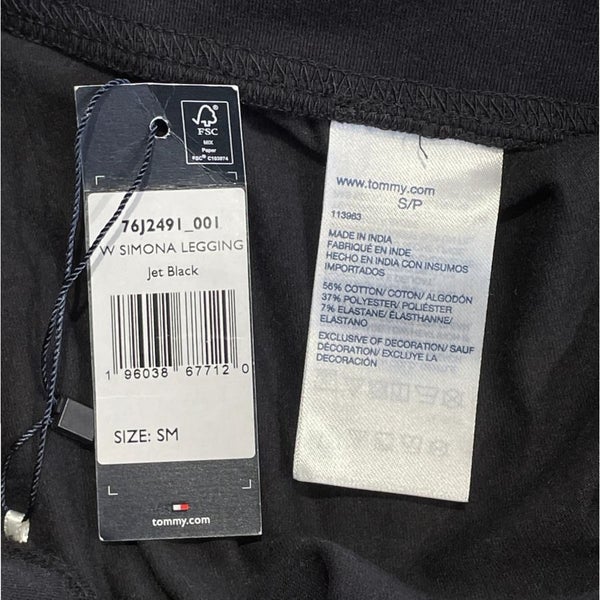 FSC
MIX
Paper
FSC® C103974
76J2491_001
W SIMONA LEGGING
Jet Black
1 96038 67712 0
SIZE: SM
tommy.com
www.tommy.com
S/P
113963
MADE IN INDIA
FABRIQUÉ EN INDE
HECHO EN INDIA CON INSUMOS
IMPORTADOS
56% COTTON/ COTON/ ALGODÓN
37% POLYESTER/ POLIÉSTER
7% ELASTANE/ ÉLASTHANNE/
ELASTANO
EXCLUSIVE OF DECORATION/ SAUF
DÉCORATION/ EXCLUYE LA
DECORACIÓN